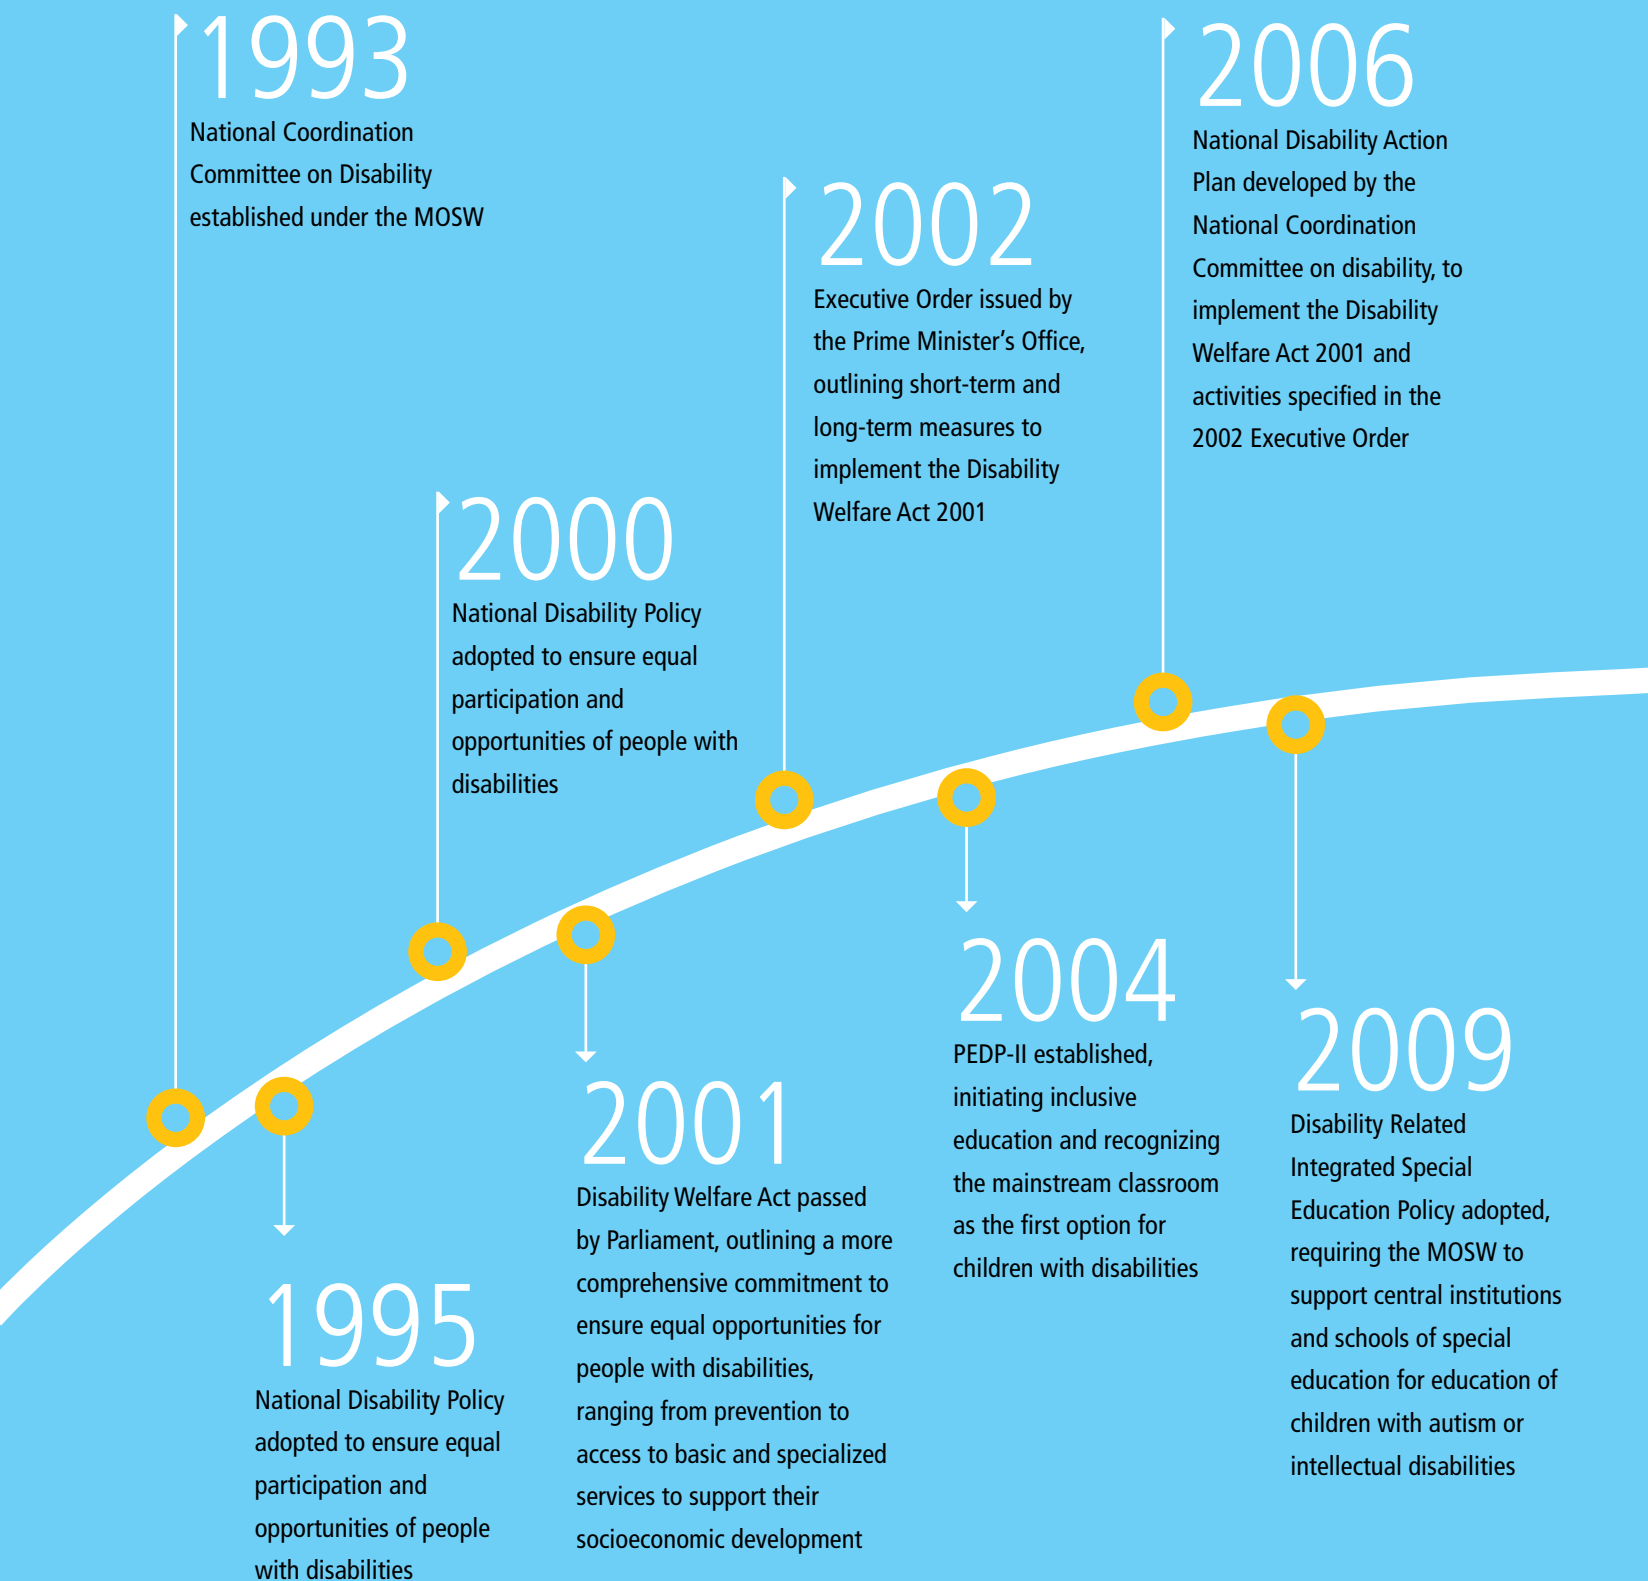 1993
National Coordination
Committee on Disability
established under the MOSW
1995
National Disability Policy
adopted to ensure equal
participation and
opportunities of people
with disabilities
2000
National Disability Policy
adopted to ensure equal
participation and
opportunities of people with
disabilities
2001
Disability Welfare Act passed
by Parliament, outlining a more
comprehensive commitment to
ensure equal opportunities for
people with disabilities,
ranging from prevention to
access to basic and specialized
services to support their
socioeconomic development
2002
Executive Order issued by
the Prime Minister’s Office,
outlining short-term and
long-term measures to
implement the Disability
Welfare Act 2001
2004
PEDP-II established,
initiating inclusive
education and recognizing
the mainstream classroom
as the first option for
children with disabilities
2006
National Disability Action
Plan developed by the
National Coordination
Committee on disability, to
implement the Disability
Welfare Act 2001 and
activities specified in the
2002 Executive Order
2009
Disability Related
Integrated Special
Education Policy adopted,
requiring the MOSW to
support central institutions
and schools of special
education for education of
children with autism or
intellectual disabilities